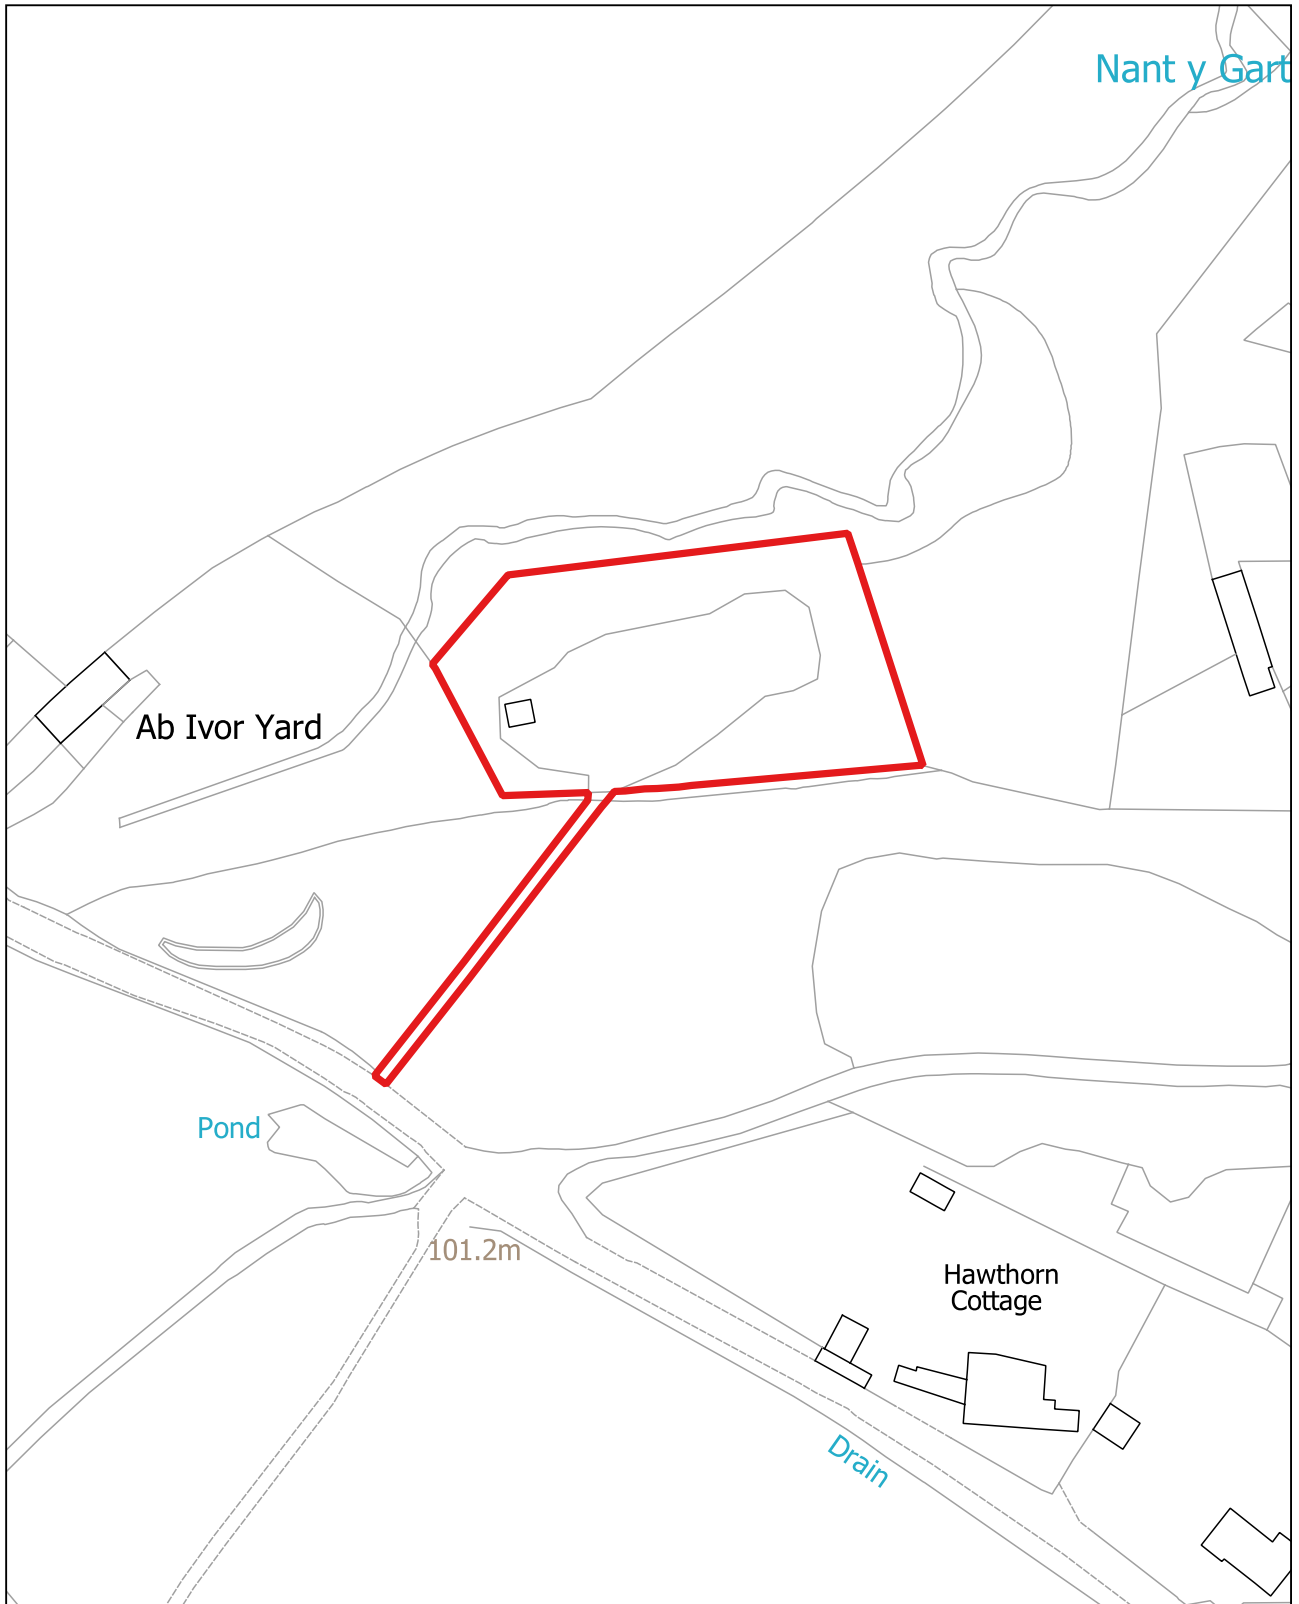 Nant y Gart
Ab Ivor Yard
Pond
101.2m
Hawthorn
Cottage
Drain